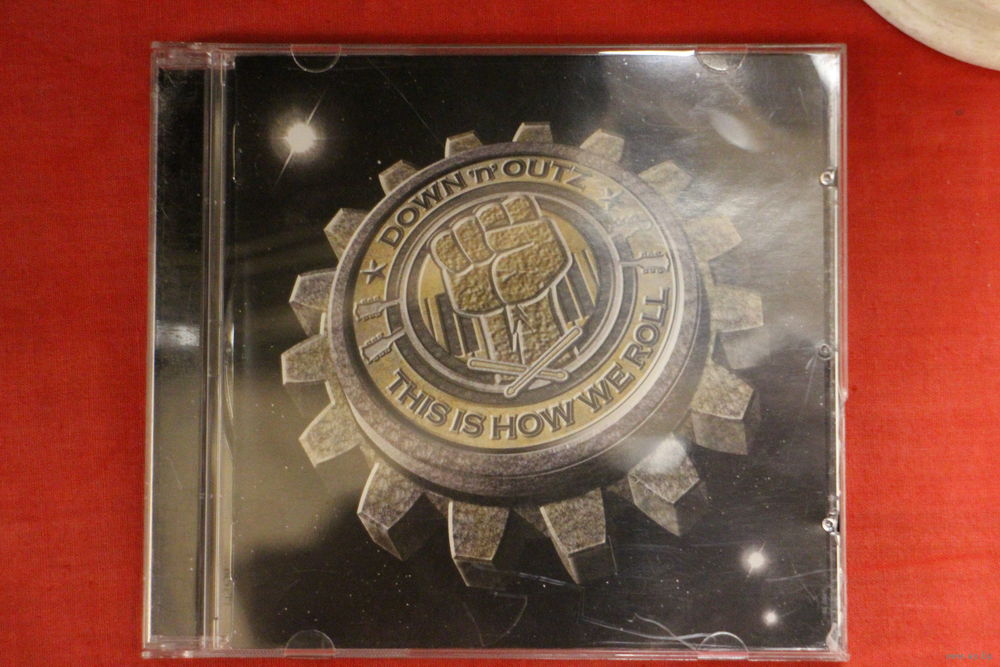 DOWN 'n' OUTZ
THIS IS HOW WE ROLL